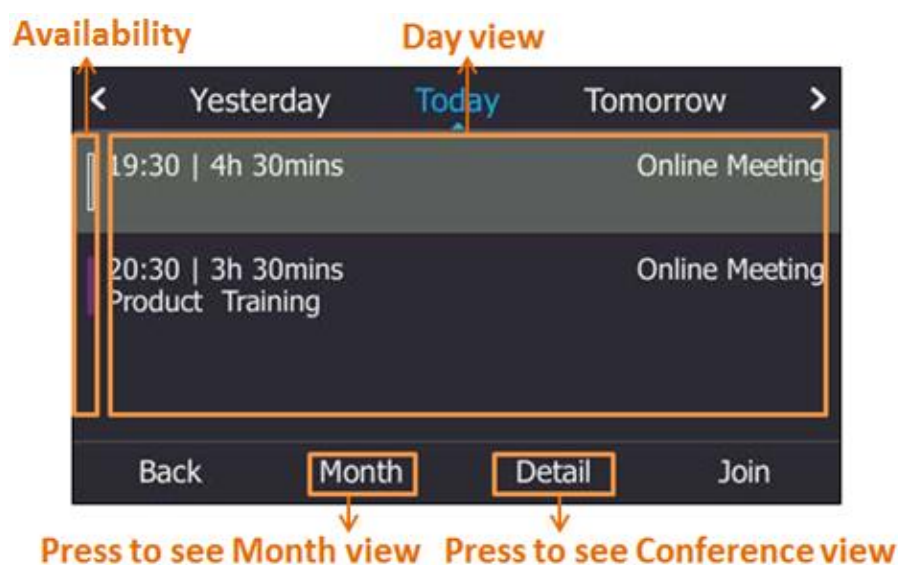 Availability
Day view
< Yesterday Today Tomorrow >
19:30 | 4h 30mins Online Meeting
20:30 | 3h 30mins Online Meeting
Product Training
Back Month Detail Join
Press to see Month view Press to see Conference view